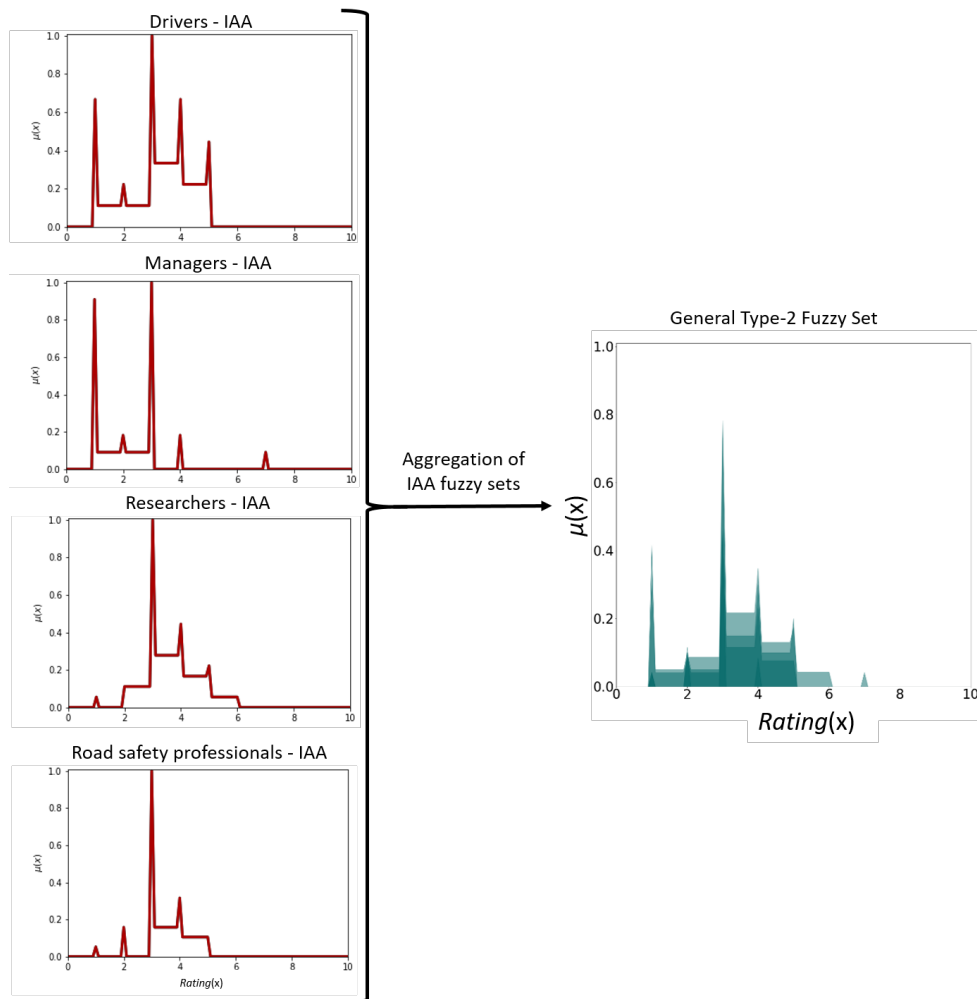 Drivers - IAA
1.0
0.8
0.6
0.4
0.2
0.0
μ(x)
0 2 4 6 8 10
Managers - IAA
1.0
0.8
0.6
0.4
0.2
0.0
μ(x)
0 2 4 6 8 10
Researchers - IAA
1.0
0.8
0.6
0.4
0.2
0.0
μ(x)
0 2 4 6 8 10
Road safety professionals - IAA
1.0
0.8
0.6
0.4
0.2
0.0
μ(x)
0 2 4 6 8 10
Rating(x)
Aggregation of
IAA fuzzy sets
General Type-2 Fuzzy Set
1.0
0.8
0.6
0.4
0.2
0.0
μ(x)
0 2 4 6 8 10
Rating(x)